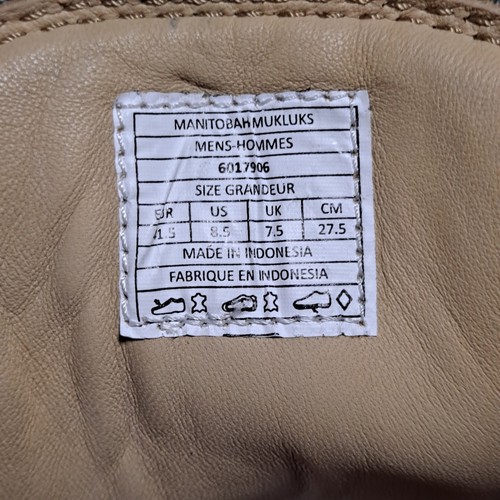 MANITOBAH MUKLUKS
MENS-HOMMES
6017906
SIZE GRANDEUR
EUR US UK CM
8.5 7.5 27.5
MADE IN INDONESIA
FABRIQUE EN INDONESIA